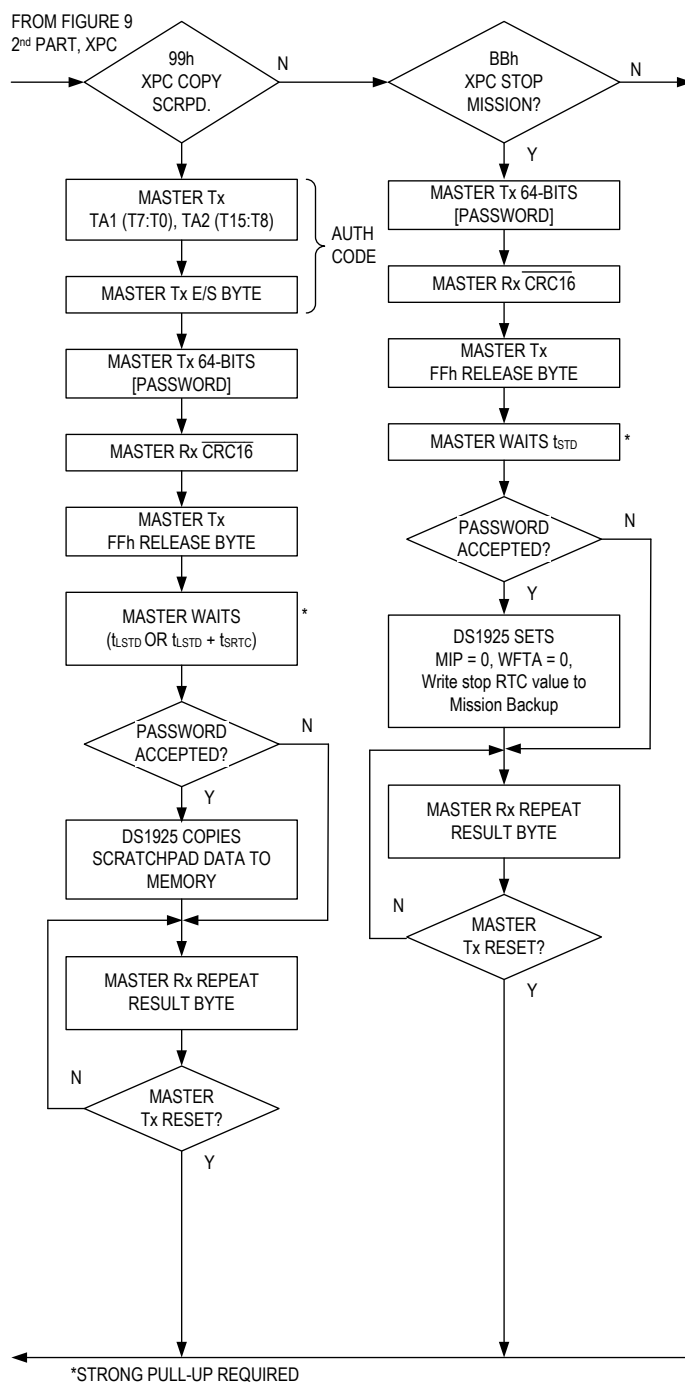 FROM FIGURE 9
2nd PART, XPC
99h
XPC COPY
SCRPD.
N
MASTER Tx
TA1 (T7:T0), TA2 (T15:T8)
MASTER Tx E/S BYTE
AUTH
CODE
MASTER Tx 64-BITS
[PASSWORD]
MASTER Rx CRC16
MASTER Tx
FFh RELEASE BYTE
MASTER WAITS
(tLSTD OR tLSTD + tSRTC)
*
PASSWORD
ACCEPTED?
N
Y
DS1925 COPIES
SCRATCHPAD DATA TO
MEMORY
MASTER Rx REPEAT
RESULT BYTE
N
MASTER
Tx RESET?
Y
BBh
XPC STOP
MISSION?
N
Y
MASTER Tx 64-BITS
[PASSWORD]
MASTER Rx CRC16
MASTER Tx
FFh RELEASE BYTE
MASTER WAITS tSTD
*
PASSWORD
ACCEPTED?
N
Y
DS1925 SETS
MIP = 0, WFTA = 0,
Write stop RTC value to
Mission Backup
MASTER Rx REPEAT
RESULT BYTE
N
MASTER
Tx RESET?
Y
*STRONG PULL-UP REQUIRED